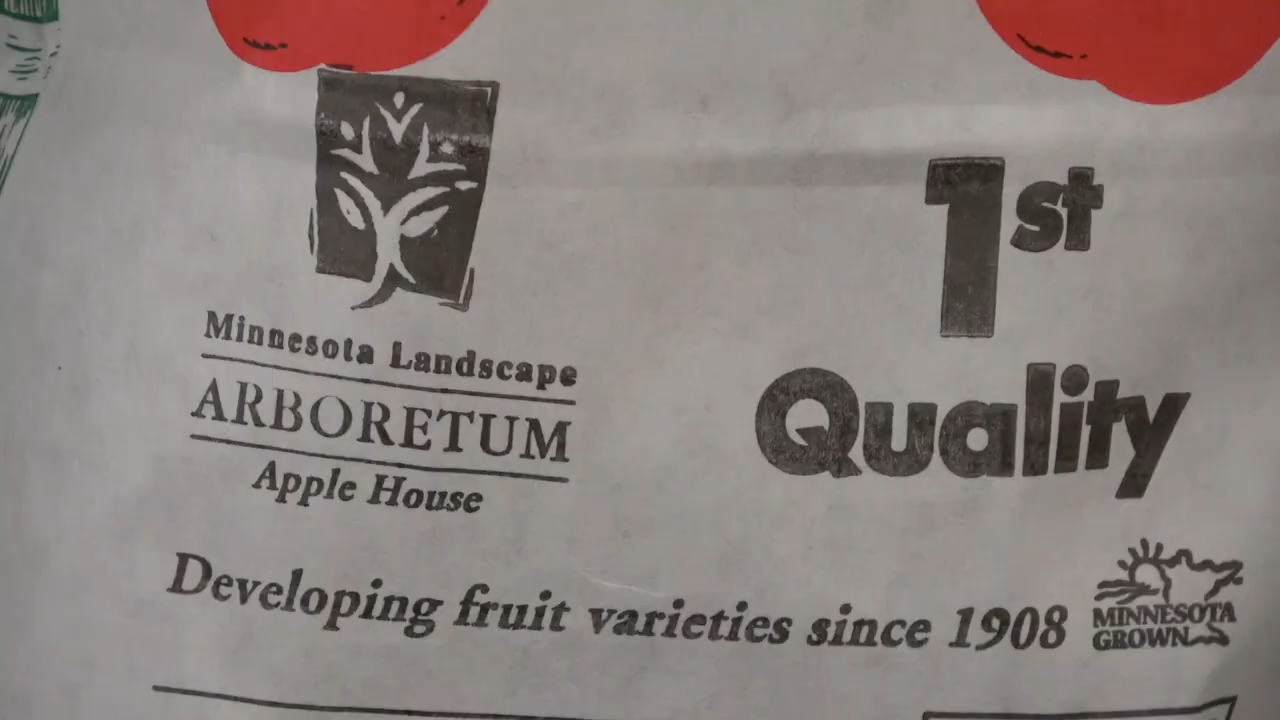 1st
Quality
Minnesota Landscape
ARBORETUM
Apple House
Developing fruit varieties since 1908
MINNESOTA
GROWN